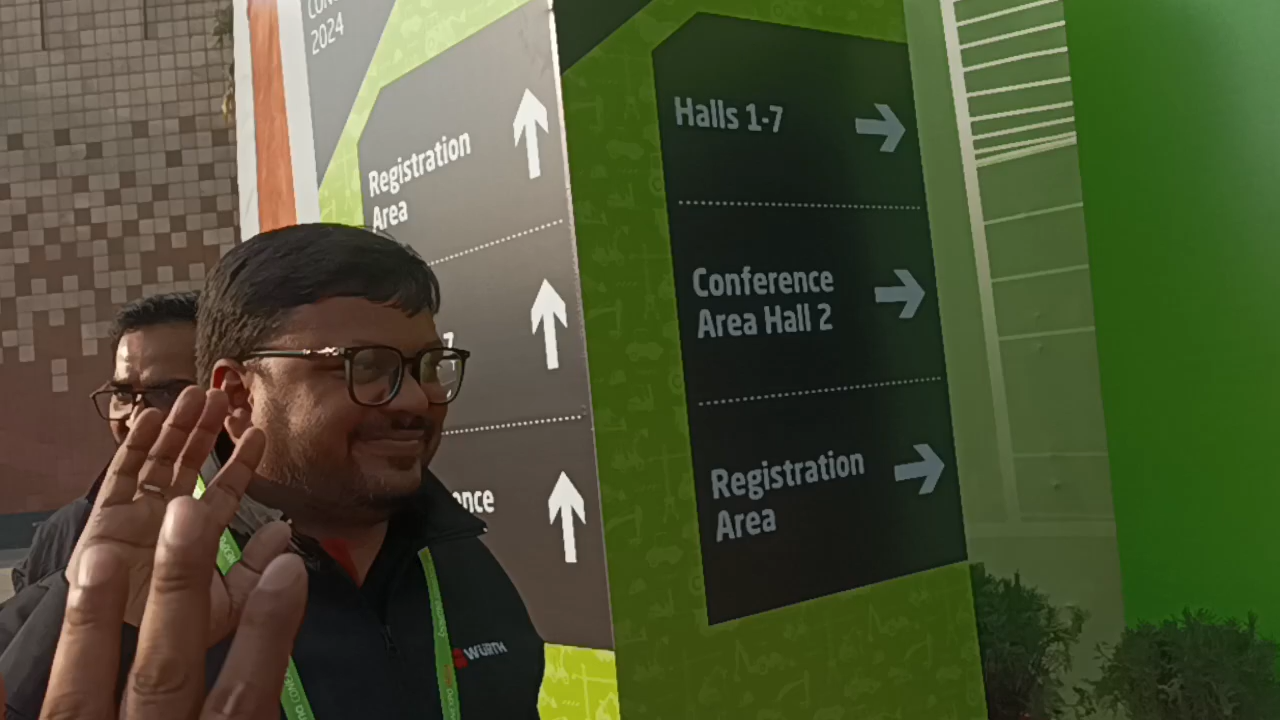 2024
Registration
Area
Halls 1-7
Conference
Area Hall 2
Registration
Area
WÜRTH